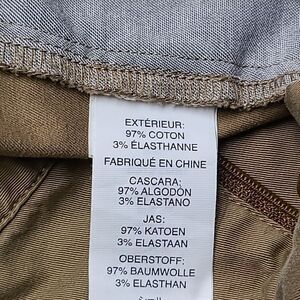 EXTÉRIEUR:
97% COTON
3% ÉLASTHANNE
FABRIQUÉ EN CHINE
CASCARA:
97% ALGODÓN
3% ELASTANO
JAS:
97% KATOEN
3% ELASTAAN
OBERSTOFF:
97% BAUMWOLLE
3% ELASTHAN